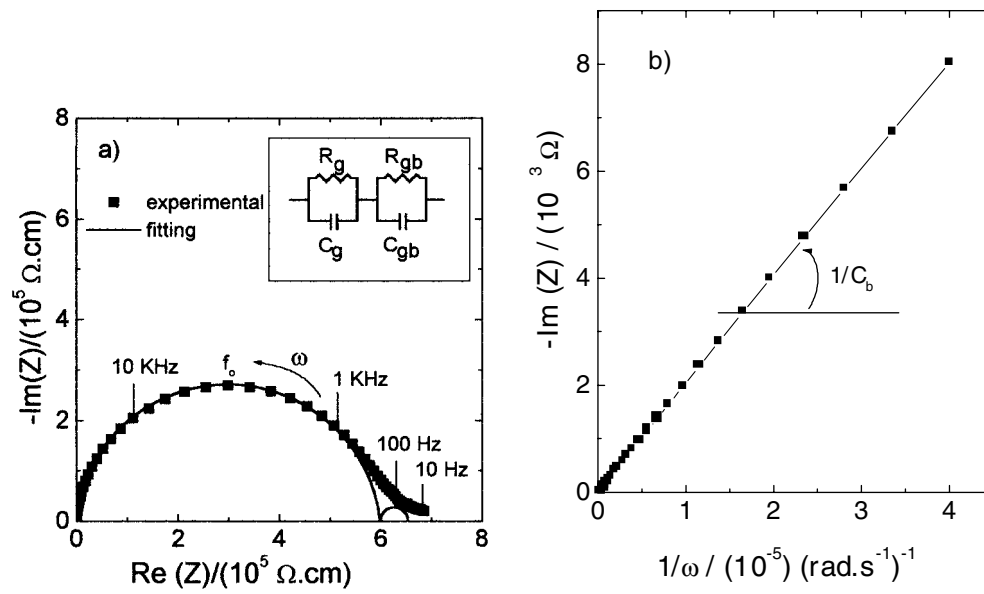 a)
R_g R_gb
C_g C_gb
experimental
fitting
10 KHz
f_o
ω
1 KHz
100 Hz
10 Hz
-Im(Z)/(10^5 Ω.cm)
8
6
4
2
0
0 2 4 6 8
Re (Z)/(10^5 Ω.cm)
b)
1/C_b
-Im (Z) / (10^3 Ω)
8
6
4
2
0
0 1 2 3 4
1/ω / (10^-5) (rad.s^-1)^-1